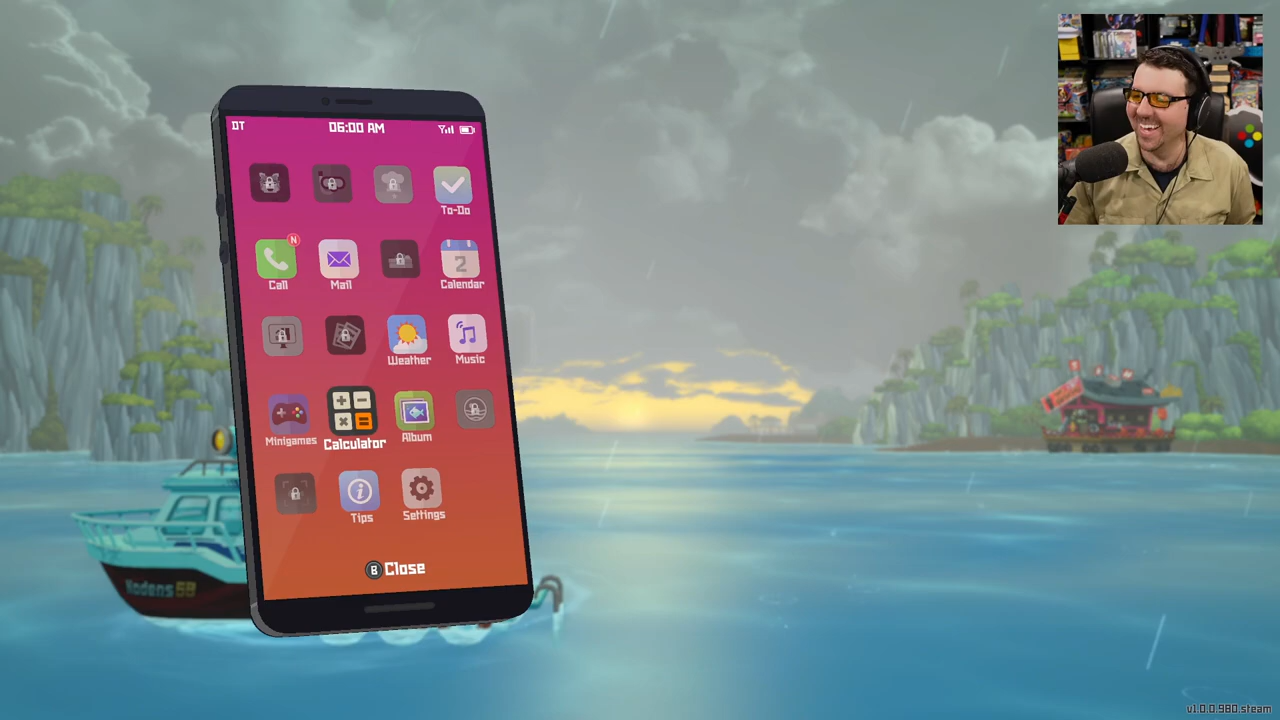 DT
06:00 AM
To-Do
N
Call
Mail
2
Calendar
Weather
Music
Minigames
Calculator
Album
Tips
Settings
B Close
v1.0.0.980.steam